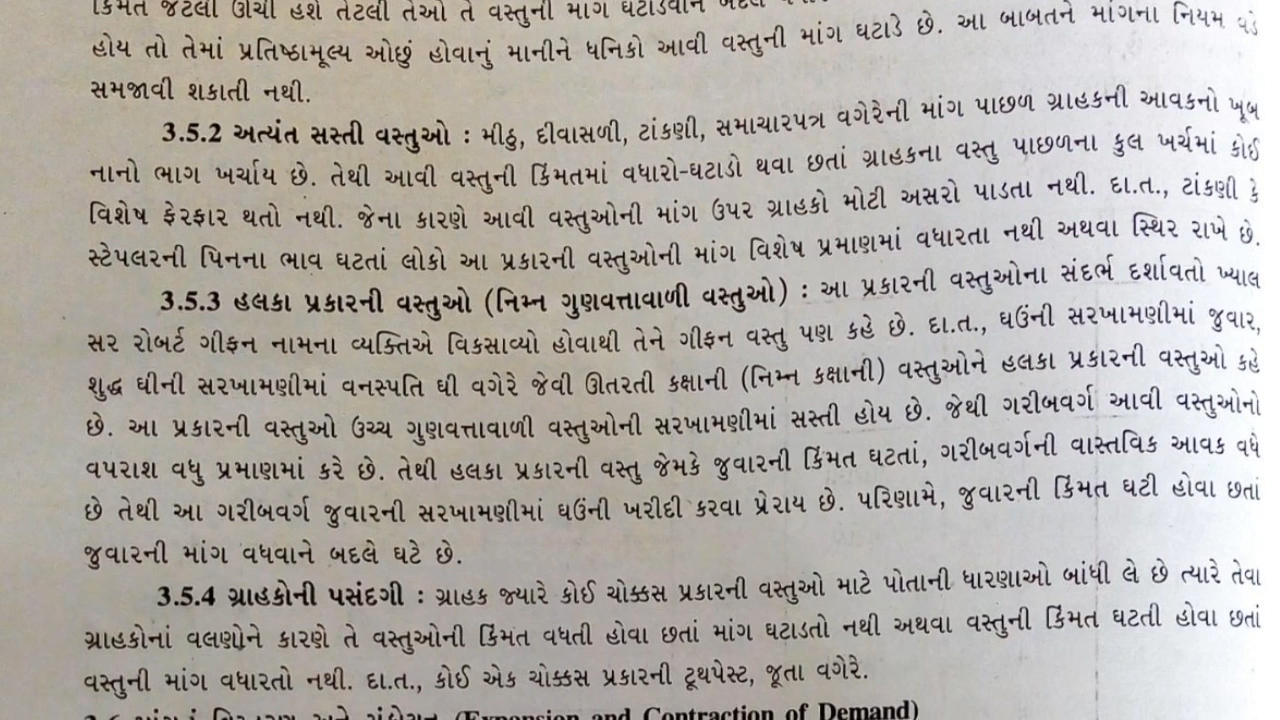 કિંમત જેટલી ઊંચી હશે તેટલી તેઓ તે વસ્તુની માંગ ઘટાડવાને બદલે
હોય તો તેમાં પ્રતિષ્ઠામૂલ્ય ઓછું હોવાનું માનીને ધનિકો આવી વસ્તુની માંગ ઘટાડે છે. આ બાબતને માંગના નિયમ વડે
સમજાવી શકાતી નથી.
3.5.2 અત્યંત સસ્તી વસ્તુઓ : મીઠુ, દીવાસળી, ટાંકણી, સમાચારપત્ર વગેરેની માંગ પાછળ ગ્રાહકની આવકનો ખૂબ
નાનો ભાગ ખર્ચાય છે. તેથી આવી વસ્તુની કિંમતમાં વધારો-ઘટાડો થવા છતાં ગ્રાહકના વસ્તુ પાછળના કુલ ખર્ચમાં કોઈ
વિશેષ ફેરફાર થતો નથી. જેના કારણે આવી વસ્તુઓની માંગ ઉપર ગ્રાહકો મોટી અસરો પાડતા નથી. દા.ત., ટાંકણી કે
સ્ટેપલરની પિનના ભાવ ઘટતાં લોકો આ પ્રકારની વસ્તુઓની માંગ વિશેષ પ્રમાણમાં વધારતા નથી અથવા સ્થિર રાખે છે.
3.5.3 હલકા પ્રકારની વસ્તુઓ (નિમ્ન ગુણવત્તાવાળી વસ્તુઓ) : આ પ્રકારની વસ્તુઓના સંદર્ભ દર્શાવતો ખ્યાલ
સર રોબર્ટ ગીફન નામના વ્યક્તિએ વિકસાવ્યો હોવાથી તેને ગીફન વસ્તુ પણ કહે છે. દા.ત., ઘઉંની સરખામણીમાં જુવાર,
શુદ્ધ ઘીની સરખામણીમાં વનસ્પતિ ઘી વગેરે જેવી ઊતરતી કક્ષાની (નિમ્ન કક્ષાની) વસ્તુઓને હલકા પ્રકારની વસ્તુઓ કહે
છે. આ પ્રકારની વસ્તુઓ ઉચ્ચ ગુણવત્તાવાળી વસ્તુઓની સરખામણીમાં સસ્તી હોય છે. જેથી ગરીબવર્ગ આવી વસ્તુઓનો
વપરાશ વધુ પ્રમાણમાં કરે છે. તેથી હલકા પ્રકારની વસ્તુ જેમકે જુવારની કિંમત ઘટતાં, ગરીબવર્ગની વાસ્તવિક આવક વધે
છે તેથી આ ગરીબવર્ગ જુવારની સરખામણીમાં ઘઉંની ખરીદી કરવા પ્રેરાય છે. પરિણામે, જુવારની કિંમત ઘટી હોવા છતાં
જુવારની માંગ વધવાને બદલે ઘટે છે.
3.5.4 ગ્રાહકોની પસંદગી : ગ્રાહક જ્યારે કોઈ ચોક્કસ પ્રકારની વસ્તુઓ માટે પોતાની ધારણાઓ બાંધી લે છે ત્યારે તેવા
ગ્રાહકોનાં વલણોને કારણે તે વસ્તુઓની કિંમત વધતી હોવા છતાં માંગ ઘટાડતો નથી અથવા વસ્તુની કિંમત ઘટતી હોવા છતાં
વસ્તુની માંગ વધારતો નથી. દા.ત., કોઈ એક ચોક્કસ પ્રકારની ટૂથપેસ્ટ, જૂતા વગેરે.
(Expansion and Contraction of Demand)